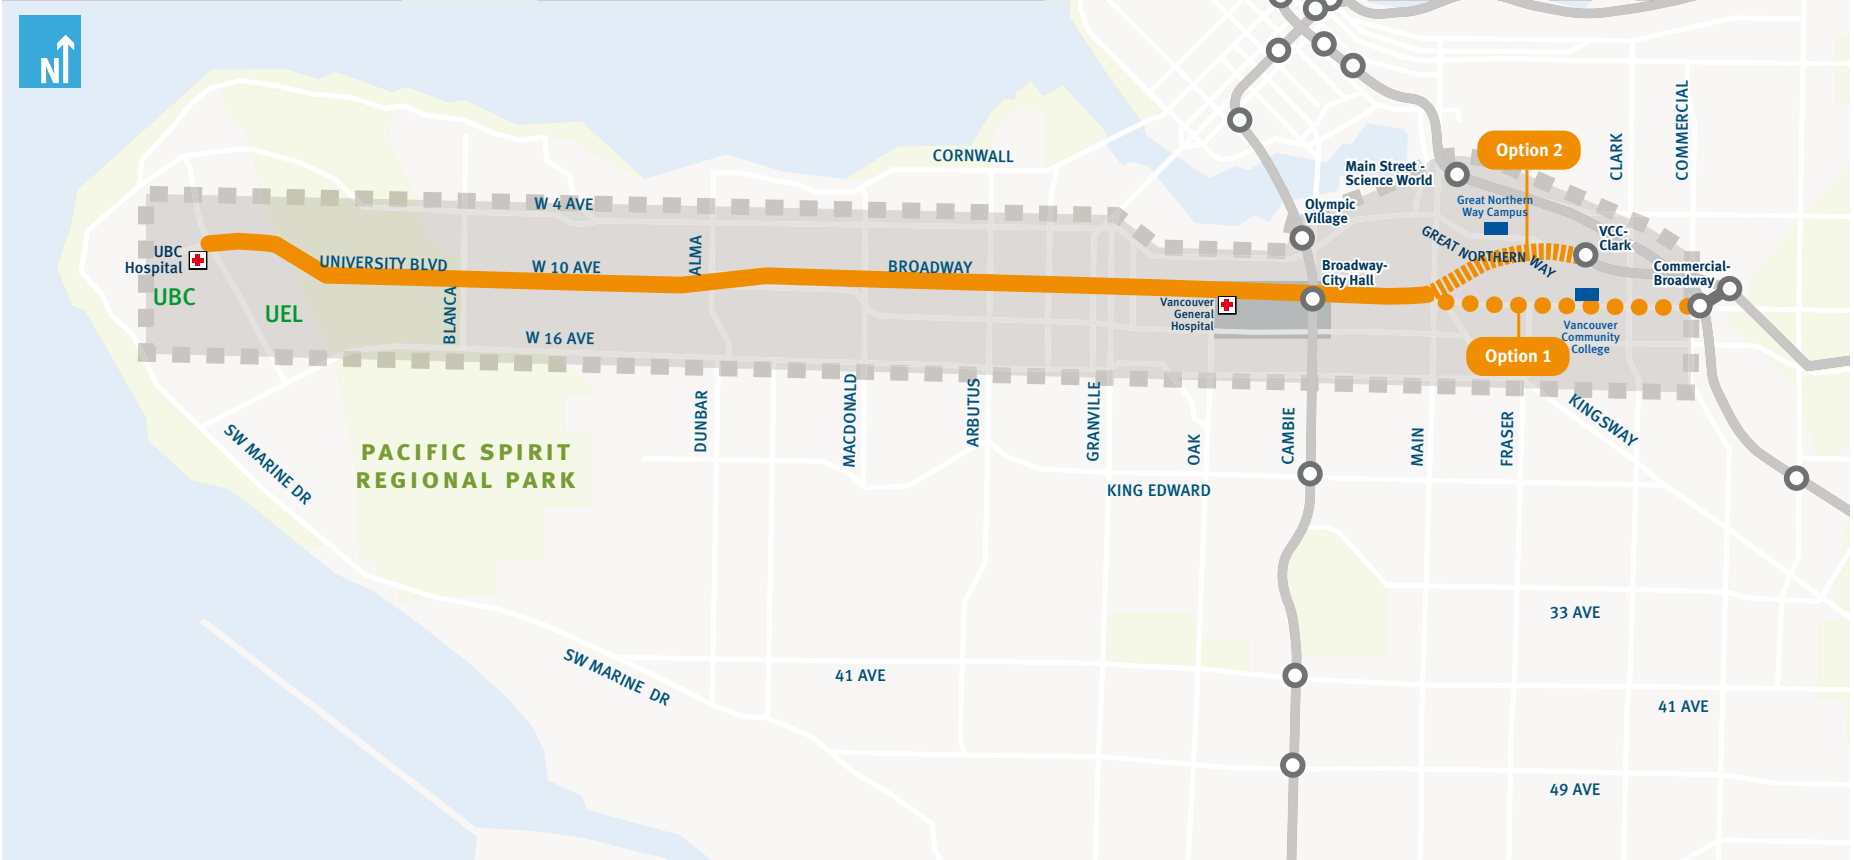 N
CORNWALL
W 4 AVE
Main Street -
Science World
Option 2
CLARK
COMMERCIAL
Great Northern
Way Campus
Olympic
Village
VCC-
Clark
GREAT NORTHERN WAY
UBC
Hospital
UBC
UEL
UNIVERSITY BLVD
BLANCA
W 10 AVE
ALMA
BROADWAY
Broadway-
City Hall
Commercial-
Broadway
Vancouver
General
Hospital
Vancouver
Community
College
Option 1
W 16 AVE
DUNBAR
MACDONALD
ARBUTUS
GRANVILLE
OAK
CAMBIE
MAIN
FRASER
KINGSWAY
SW MARINE DR
PACIFIC SPIRIT
REGIONAL PARK
KING EDWARD
33 AVE
SW MARINE DR
41 AVE
41 AVE
49 AVE